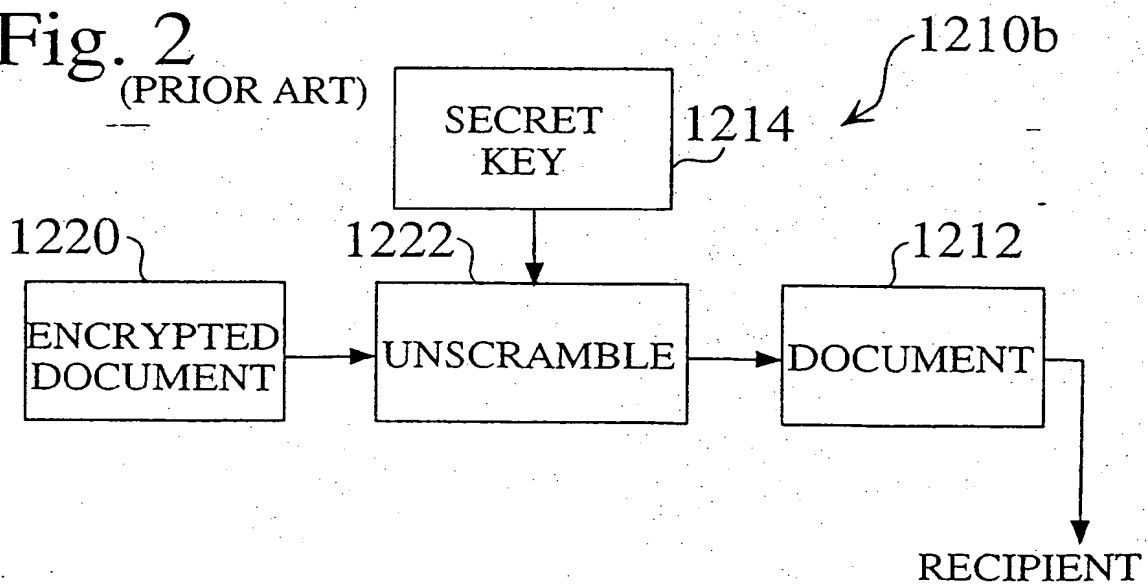 Fig. 2
(PRIOR ART)
1210b
SECRET
KEY
1214
1220
1222
1212
ENCRYPTED
DOCUMENT
UNSCRAMBLE
DOCUMENT
RECIPIENT